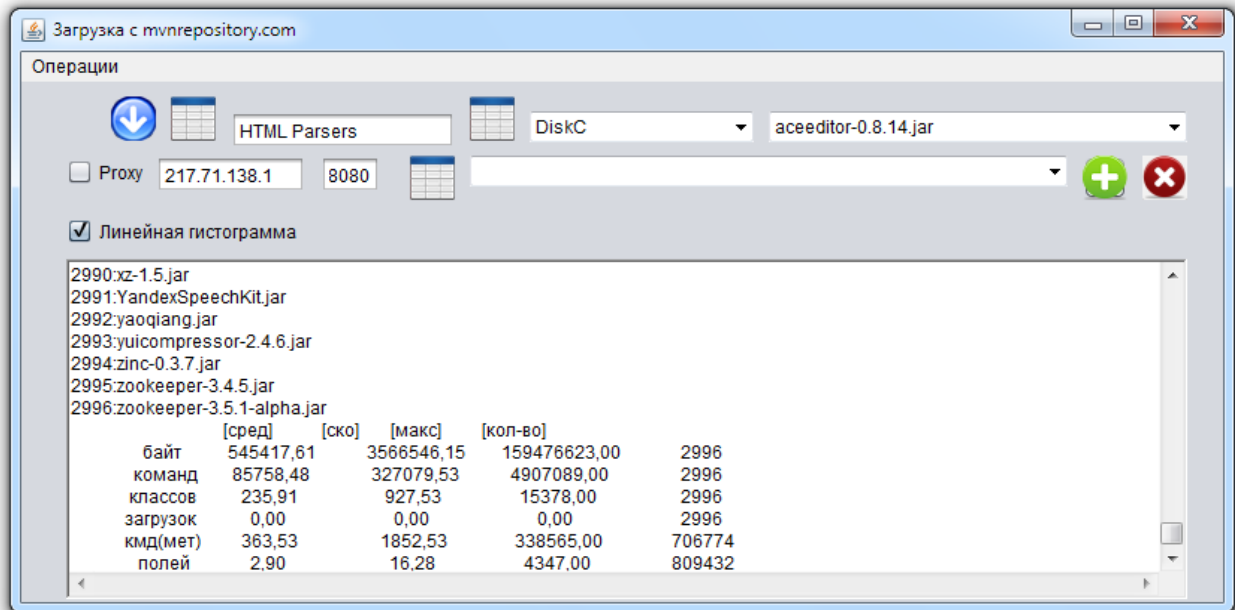 Загрузка с mvnrepository.com
Операции
HTML Parsers DiskC aceeditor-0.8.14.jar
Proxy 217.71.138.1 8080
Линейная гистограмма
2990:xz-1.5.jar
2991:YandexSpeechKit.jar
2992:yaoqiang.jar
2993:yuicompressor-2.4.6.jar
2994:zinc-0.3.7.jar
2995:zookeeper-3.4.5.jar
2996:zookeeper-3.5.1-alpha.jar
[сред] [ско] [макс] [кол-во]
байт 545417,61 3566546,15 159476623,00 2996
команд 85758,48 327079,53 4907089,00 2996
классов 235,91 927,53 15378,00 2996
загрузок 0,00 0,00 0,00 2996
кмд(мет) 363,53 1852,53 338565,00 706774
полей 2,90 16,28 4347,00 809432